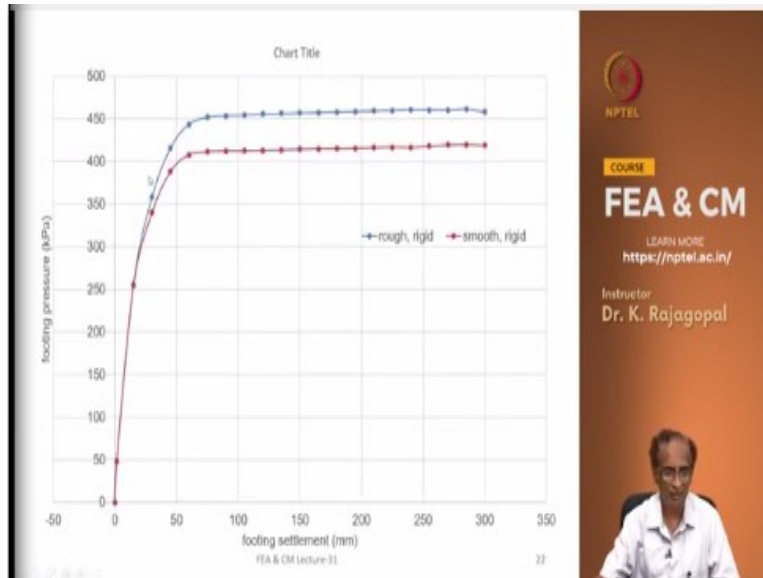 Chart Title
500
450
400
350
300
250
200
150
100
50
0
footing pressure (kPa)
rough, rigid
smooth, rigid
-50
0
50
100
150
200
250
300
350
footing settlement (mm)
FEA & CM Lecture-31
22
NPTEL
COURSE
FEA & CM
LEARN MORE
https://nptel.ac.in/
Instructor
Dr. K. Rajagopal